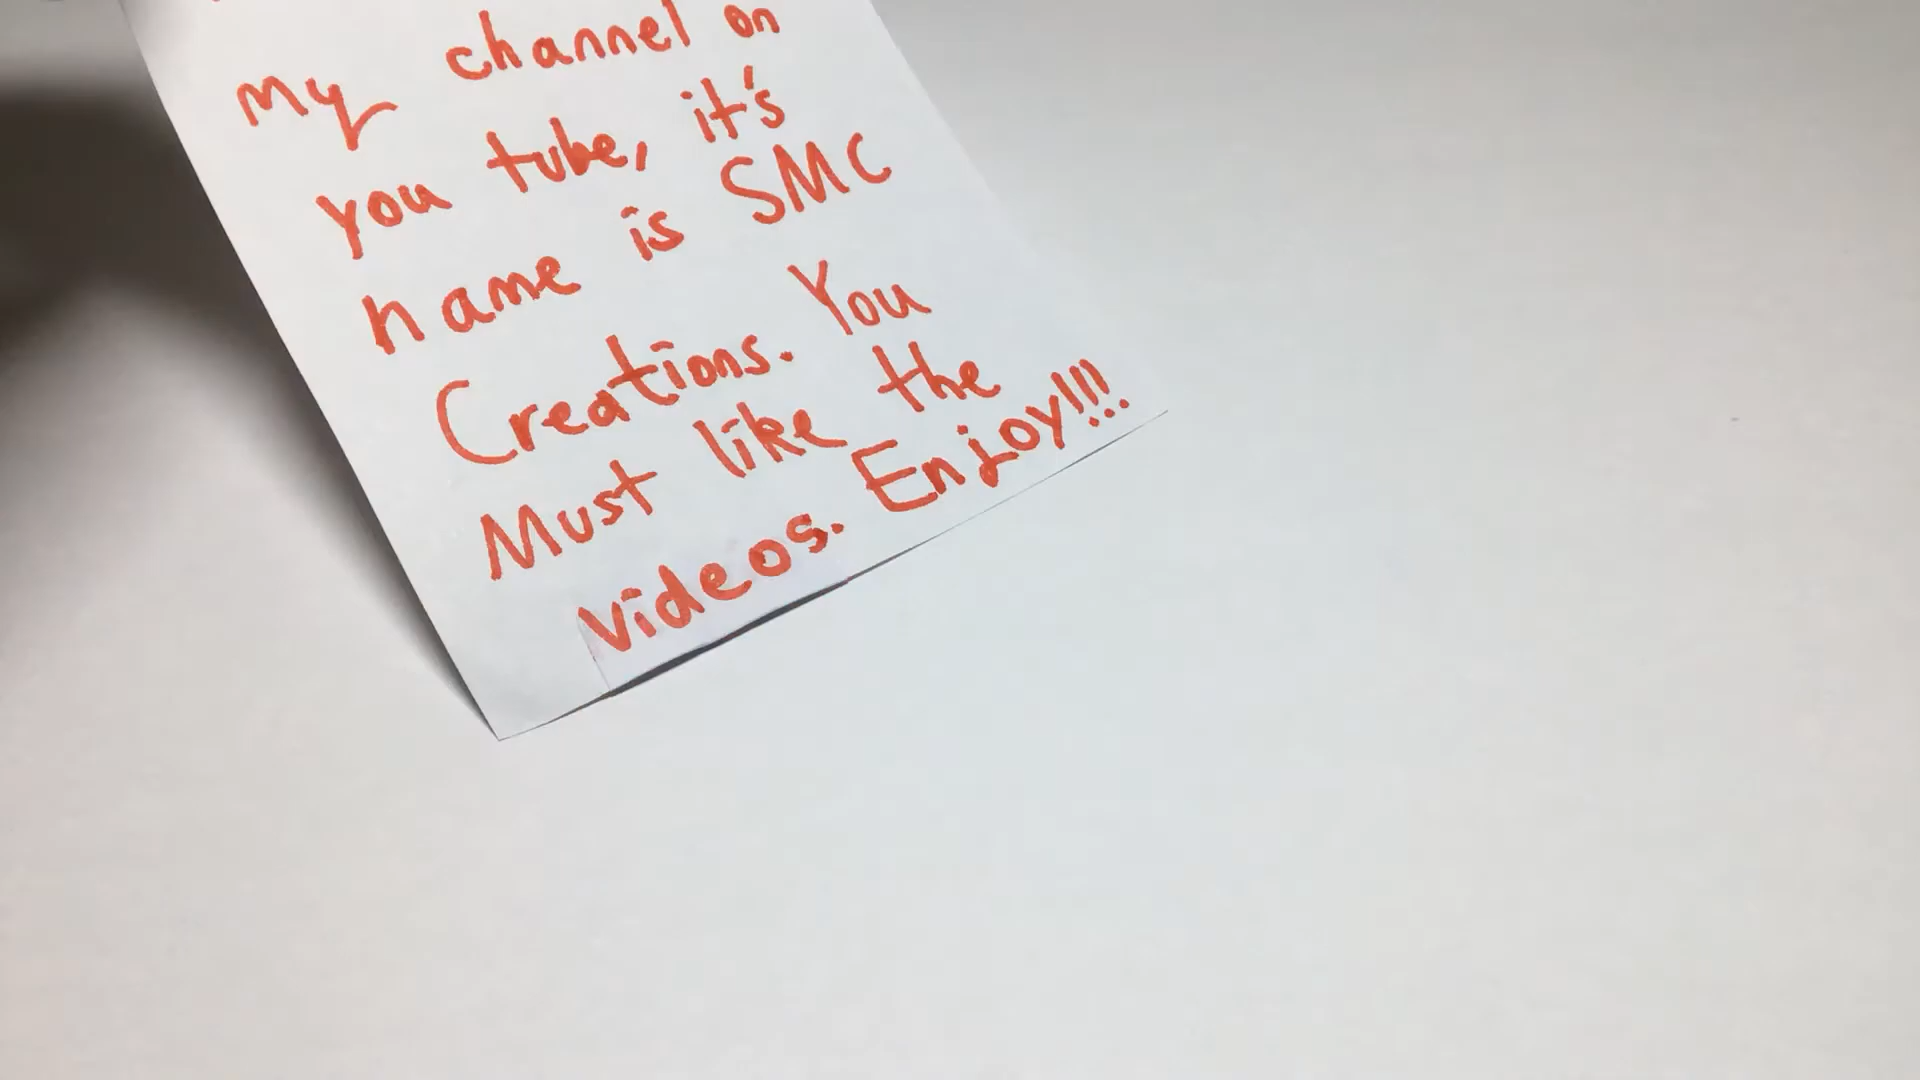 my channel on
you tube, it's
name is SMC
Creations. You
Must like the
videos. Enjoy!!!